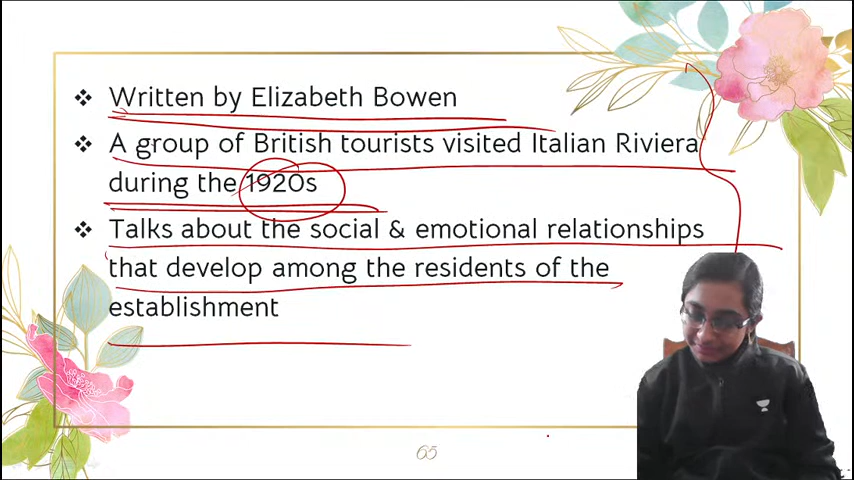 ❖ Written by Elizabeth Bowen
❖ A group of British tourists visited Italian Riviera
during the 1920s
❖ Talks about the social & emotional relationships
that develop among the residents of the
establishment
65